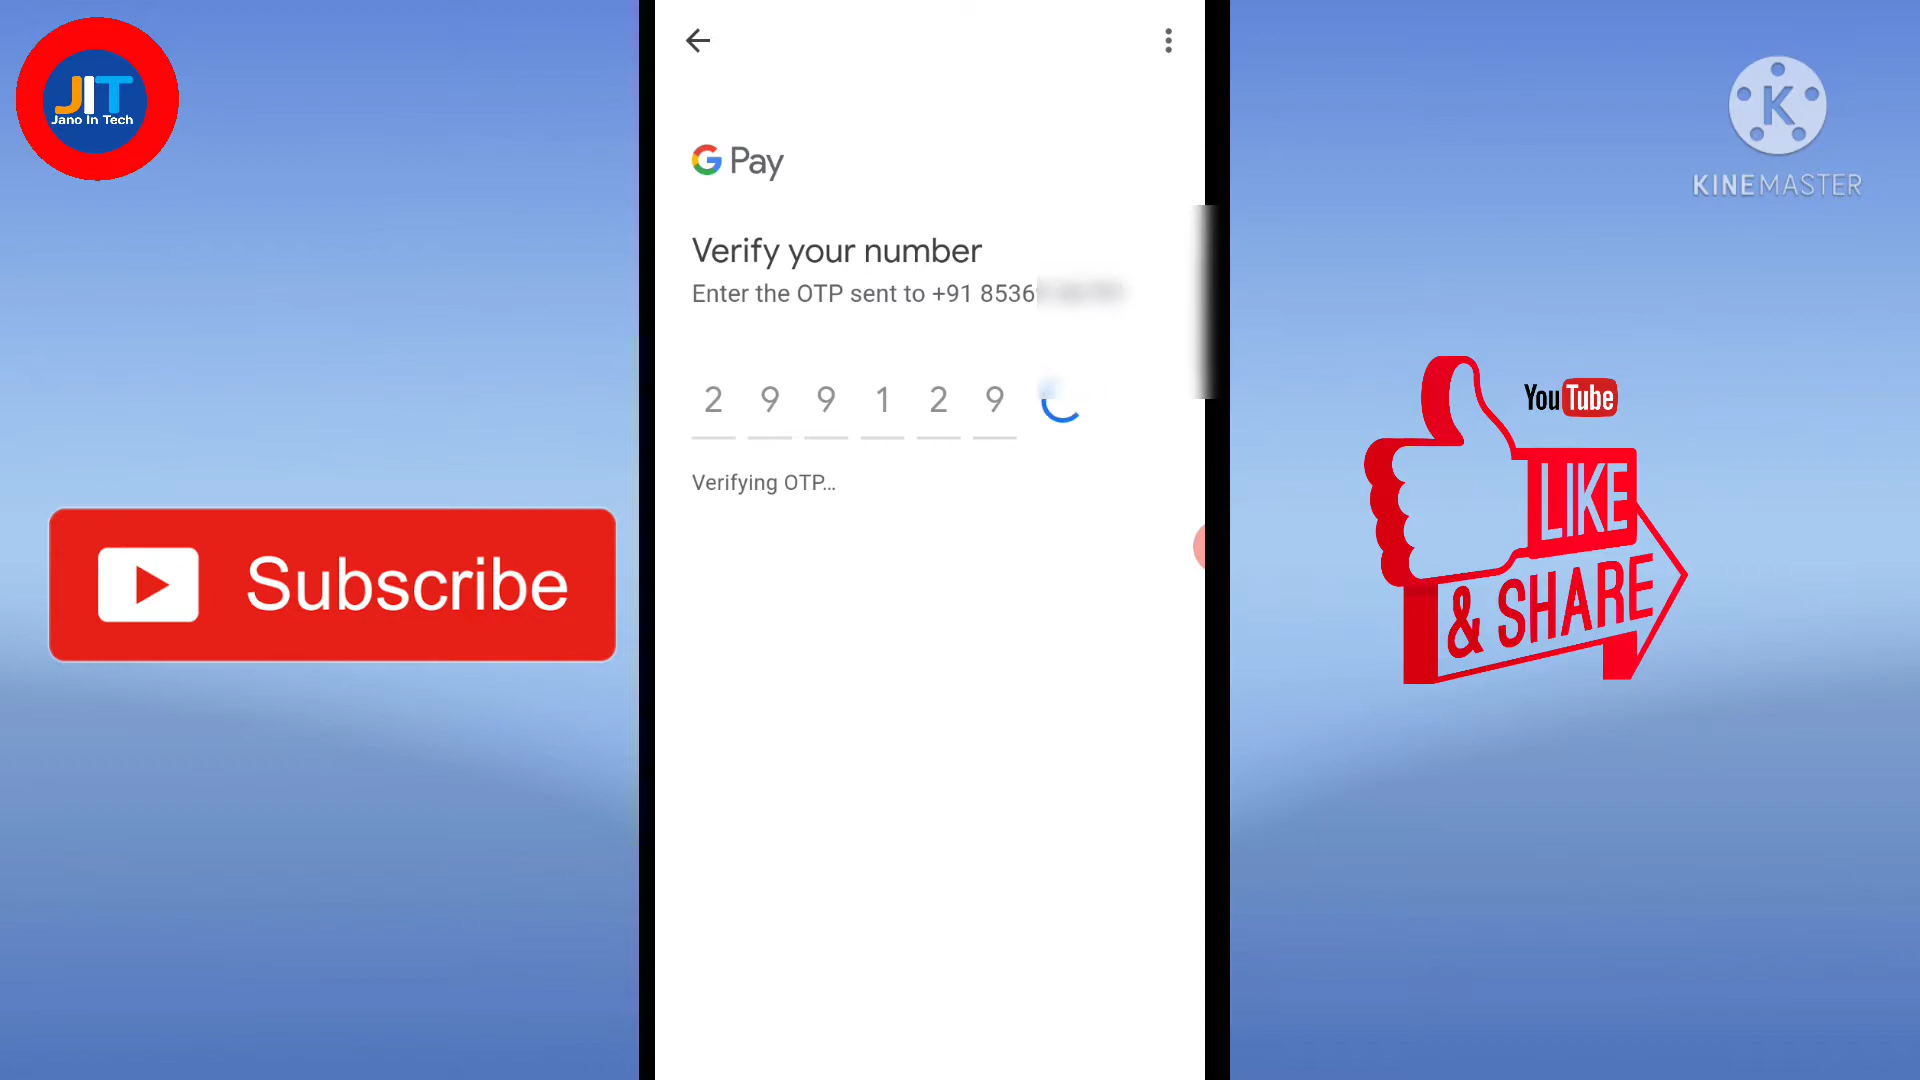 JIT
Jano In Tech
G Pay
Verify your number
Enter the OTP sent to +91 8536
2 9 9 1 2 9
Verifying OTP...
Subscribe
K
KINEMASTER
YouTube
LIKE
& SHARE